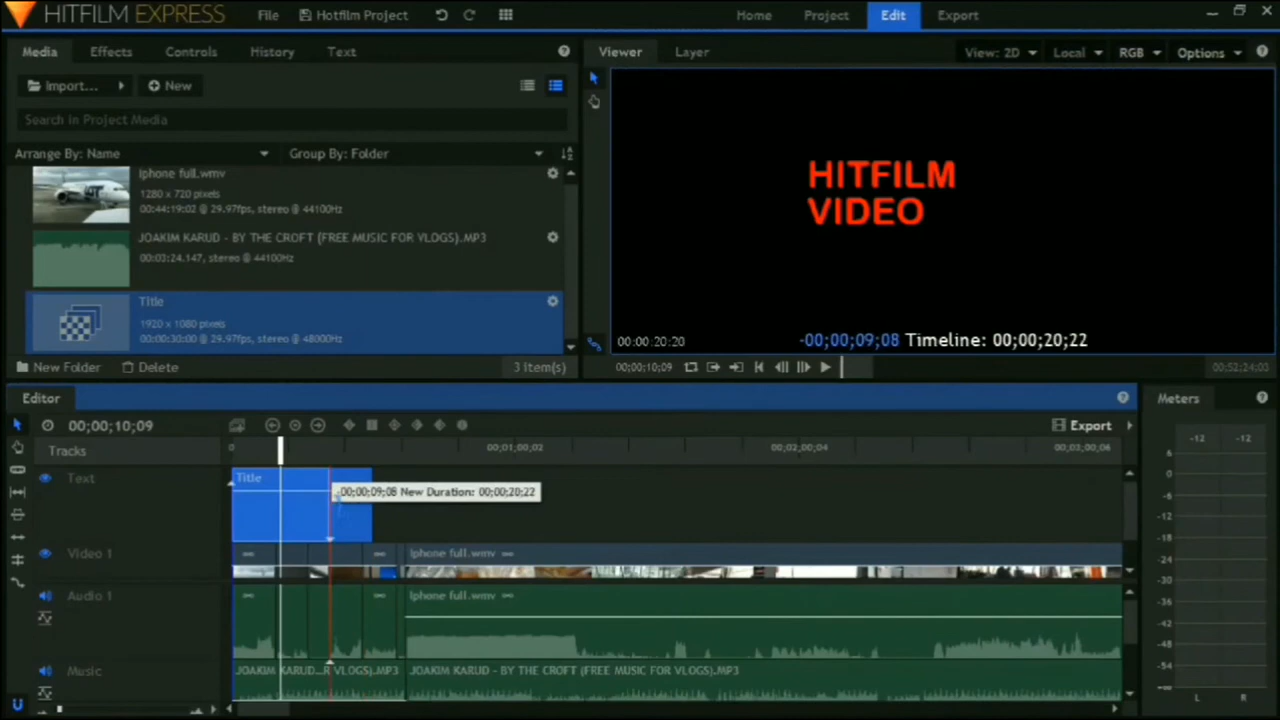 HITFILM EXPRESS
File
Hotfilm Project
Home
Project
Edit
Export
Media
Effects
Controls
History
Text
Viewer
Layer
View: 2D
Local
RGB
Options
Import...
New
Search in Project Media
Arrange By: Name
Group By: Folder
Iphone full.wmv
1280 x 720 pixels
00:44:19;02 @ 29.97fps, stereo @ 44100Hz
JOAKIM KARUD - BY THE CROFT (FREE MUSIC FOR VLOGS).MP3
00:03:24.147, stereo @ 44100Hz
Title
1920 x 1080 pixels
00:00:30;00 @ 29.97fps, stereo @ 48000Hz
New Folder
Delete
3 Item(s)
HITFILM
VIDEO
00:00:20:20
-00;00;09;08 Timeline: 00;00;20;22
00;00;10;09
00;52;24;03
Editor
Meters
00;00;10;09
Export
Tracks
0
00;01;00;02
00;02;00;04
00;03;00;06
Text
Title
-00;00;09;08 New Duration: 00;00;20;22
Video 1
Iphone full.wmv
Audio 1
Iphone full.wmv
Music
JOAKIM KARUD...R VLOGS).MP3
JOAKIM KARUD - BY THE CROFT (FREE MUSIC FOR VLOGS).MP3
-12
-12
6
0
-6
-12
-18
-24
-30
-36
-42
-48
-54
-∞
L
R